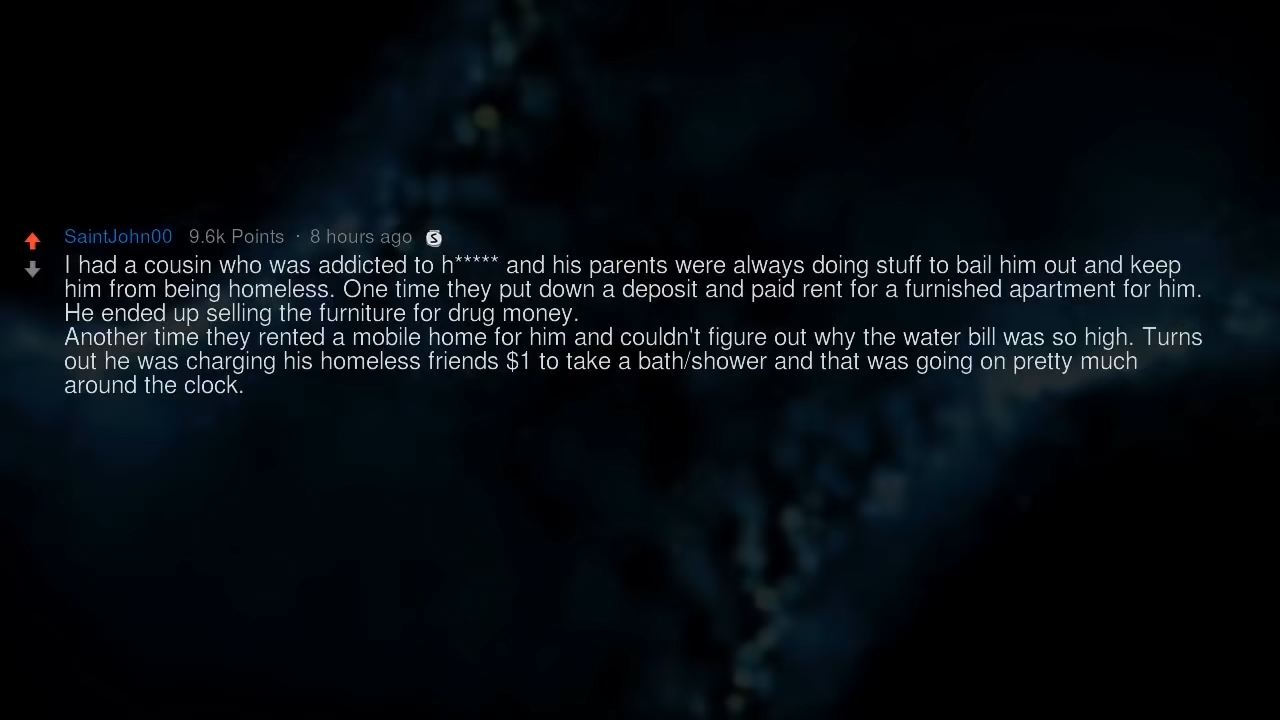 SaintJohn00 9.6k Points · 8 hours ago S
I had a cousin who was addicted to h***** and his parents were always doing stuff to bail him out and keep
him from being homeless. One time they put down a deposit and paid rent for a furnished apartment for him.
He ended up selling the furniture for drug money.
Another time they rented a mobile home for him and couldn't figure out why the water bill was so high. Turns
out he was charging his homeless friends $1 to take a bath/shower and that was going on pretty much
around the clock.